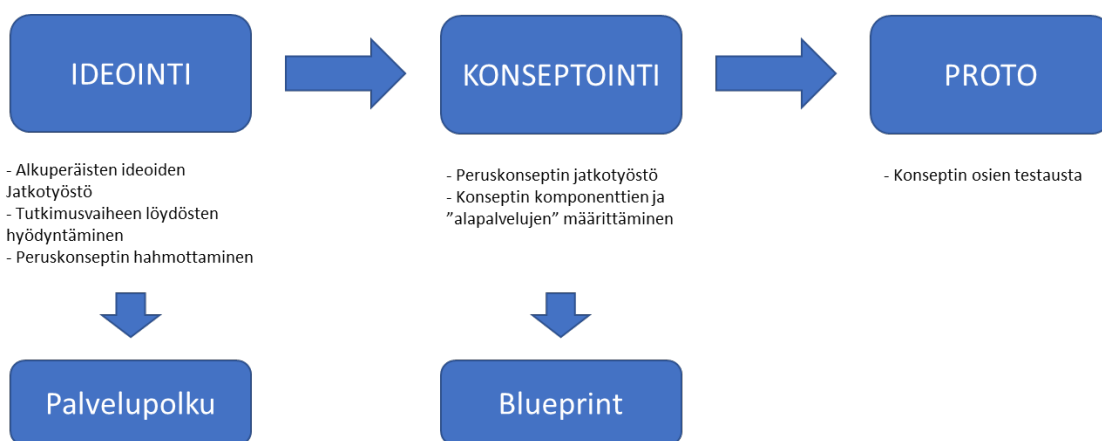 IDEOINTI
KONSEPTOINTI
PROTO
- Alkuperäisten ideoiden
Jatkotyöstö
- Tutkimusvaiheen löydösten
hyödyntäminen
- Peruskonseptin hahmottaminen
- Peruskonseptin jatkotyöstö
- Konseptin komponenttien ja
”alapalvelujen” määrittäminen
- Konseptin osien testausta
Palvelupolku
Blueprint